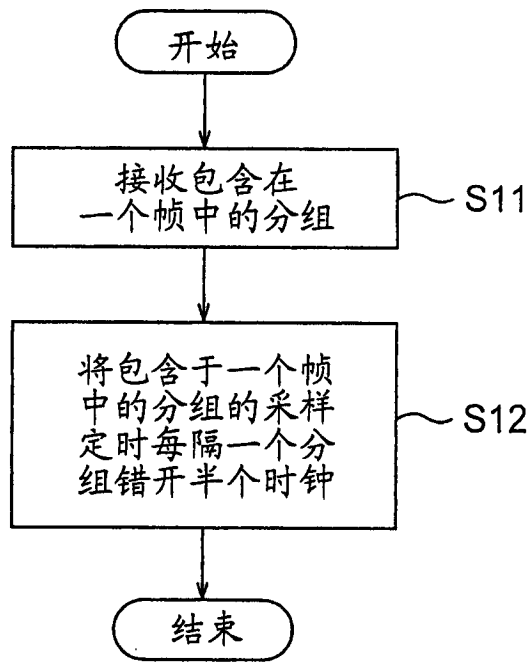 开始
接收包含在
一个帧中的分组
S11
将包含于一个帧
中的分组的采样
定时每隔一个分
组错开半个时钟
S12
结束